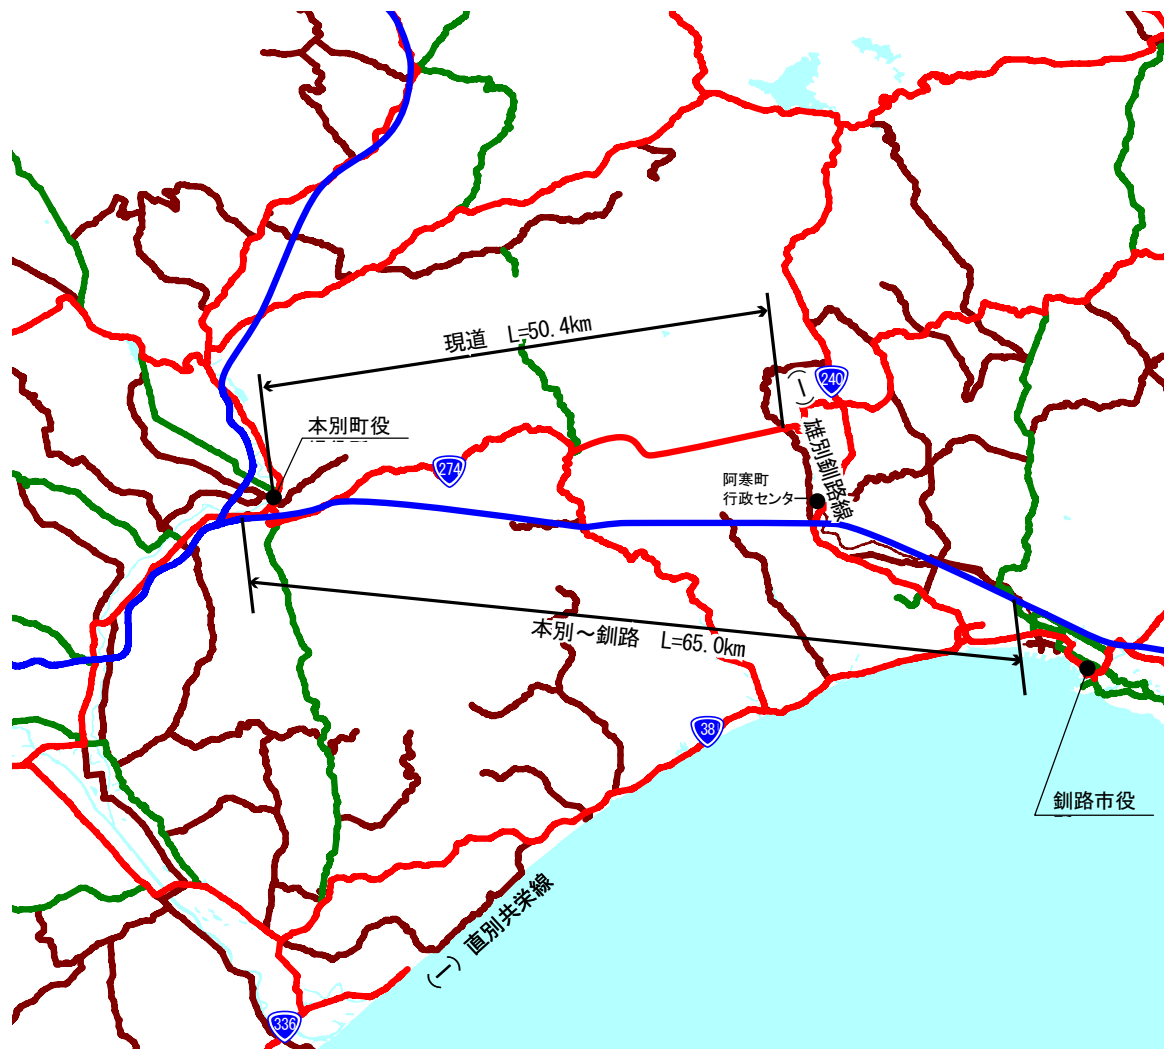 現道 L=50.4km
240
(一) 雄別釧路線
本別町役
274
阿寒町
行政センター
本別～釧路 L=65.0km
38
釧路市役
(一) 直別共栄線
336